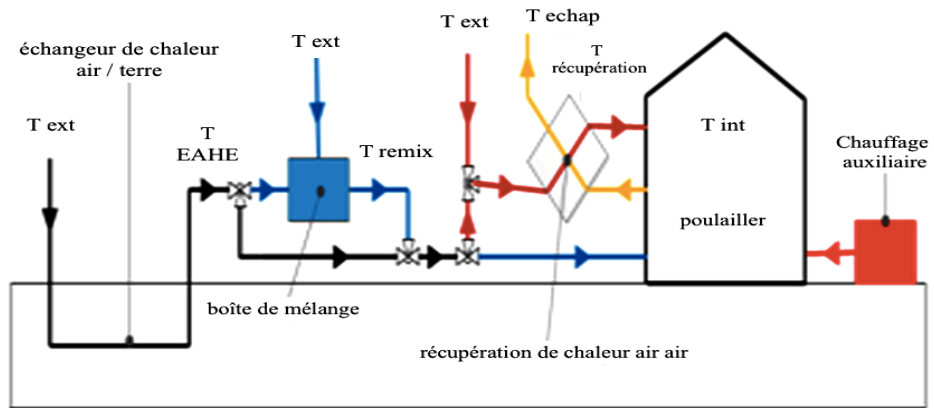 échangeur de chaleur
air / terre
T ext
T
EAHE
T ext
T remix
T ext
T echap
T
récupération
T int
poulailler
Chauffage
auxiliaire
boîte de mélange
récupération de chaleur air air